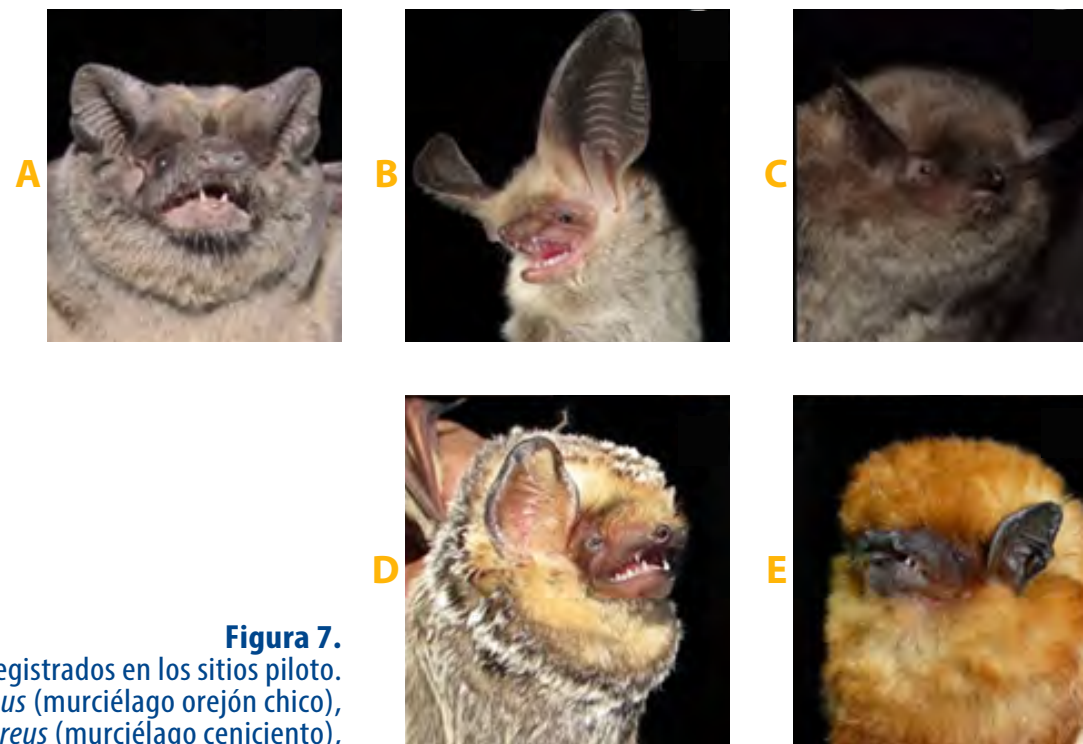 A
B
C
D
E
Figura 7.
egistrados en los sitios piloto.
us (murciélago orejón chico),
reus (murciélago ceniciento),